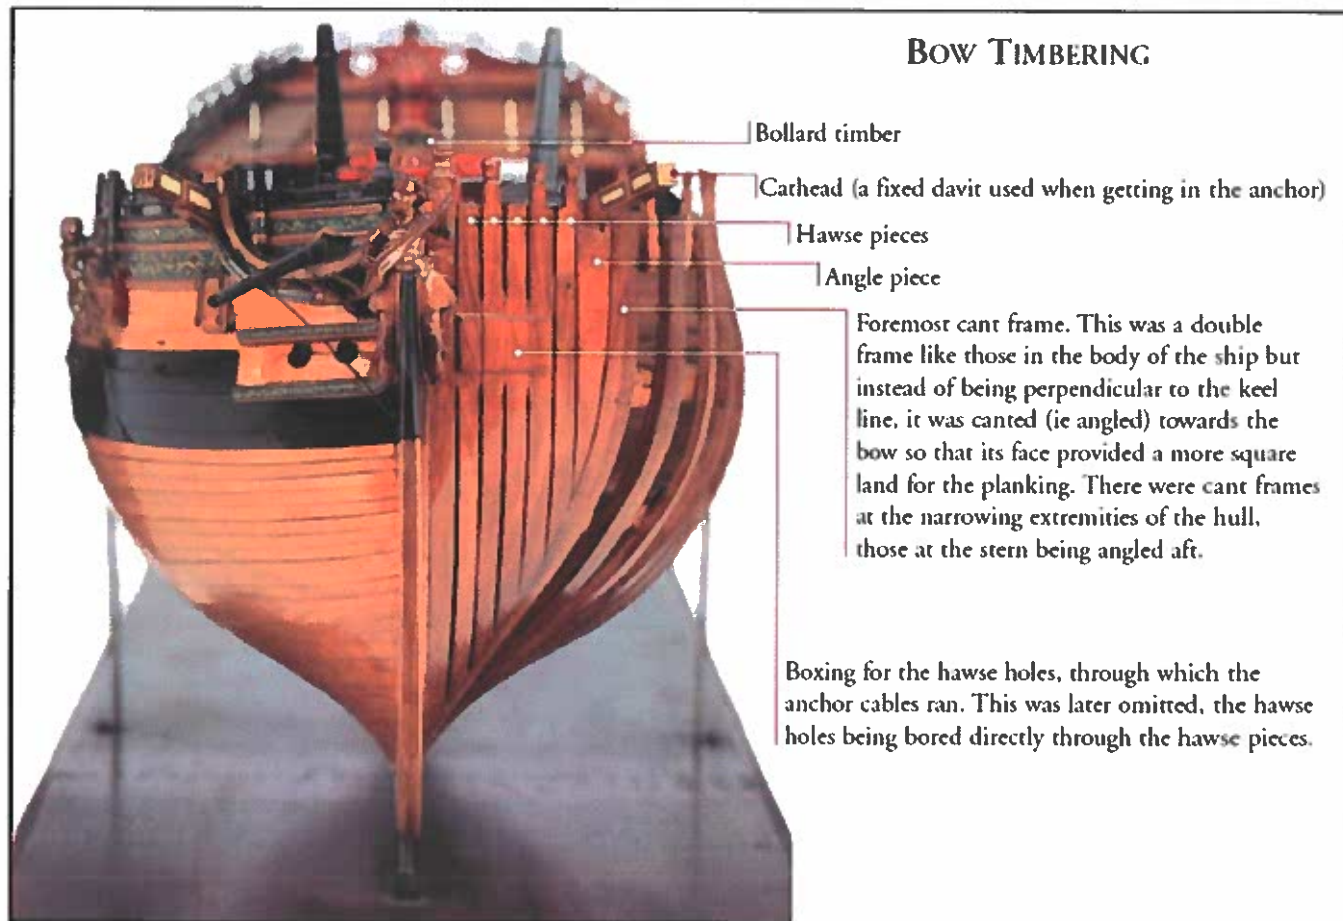 BOW TIMBERING
Bollard timber
Cathead (a fixed davit used when getting in the anchor)
Hawse pieces
Angle piece
Foremost cant frame. This was a double
frame like those in the body of the ship but
instead of being perpendicular to the keel
line, it was canted (ie angled) towards the
bow so that its face provided a more square
land for the planking. There were cant frames
at the narrowing extremities of the hull,
those at the stern being angled aft.
Boxing for the hawse holes, through which the
anchor cables ran. This was later omitted, the hawse
holes being bored directly through the hawse pieces.